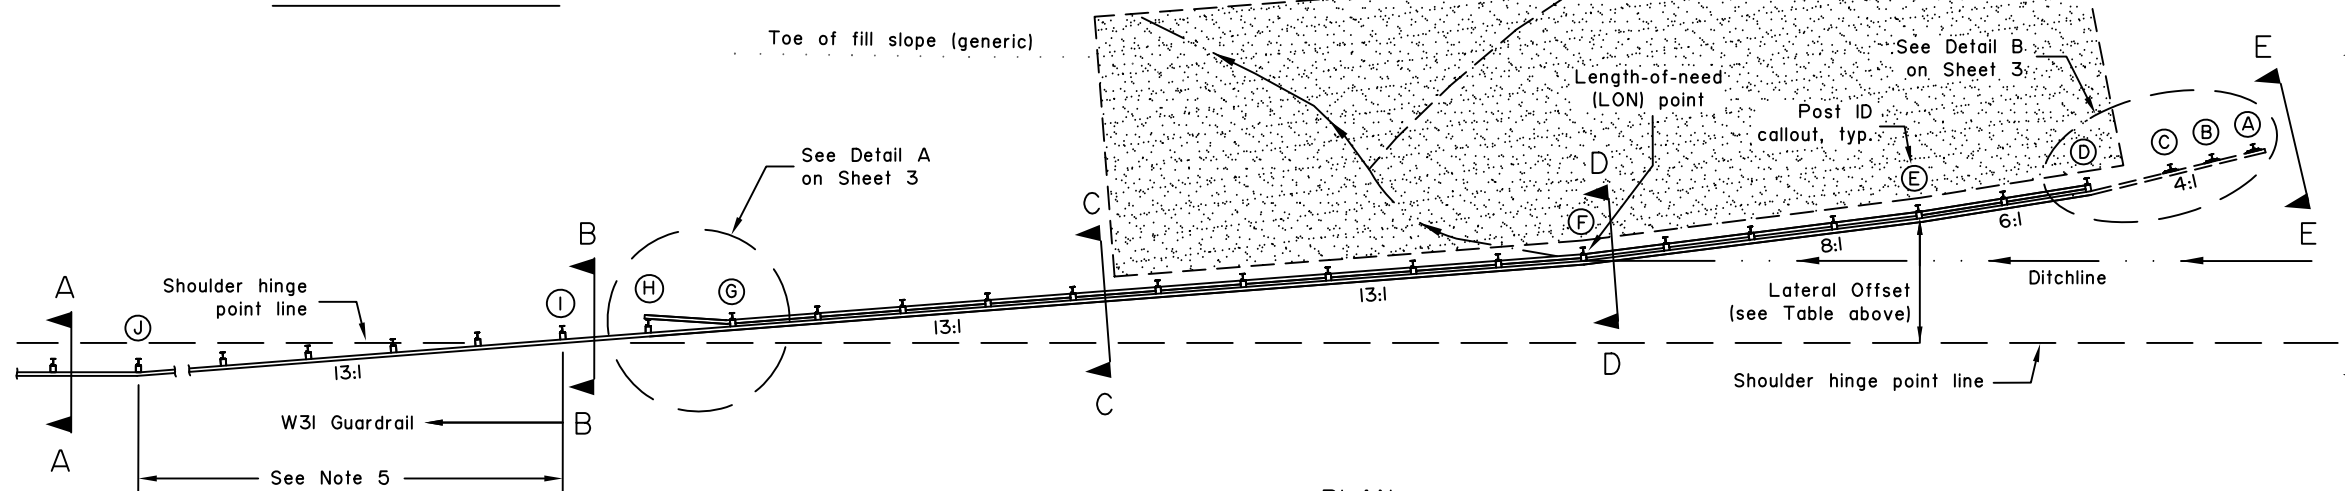 Toe of fill slope (generic)
See Detail B
on Sheet 3
E
Length-of-need
(LON) point
Post ID
callout, typ.
A
B
C
D
D
See Detail A
on Sheet 3
E
4:1
C
F
6:1
B
8:1
E
Shoulder hinge
point line
A
H
G
I
13:1
Ditchline
Lateral Offset
(see Table above)
J
13:1
D
13:1
Shoulder hinge point line
C
W31 Guardrail
B
A
See Note 5